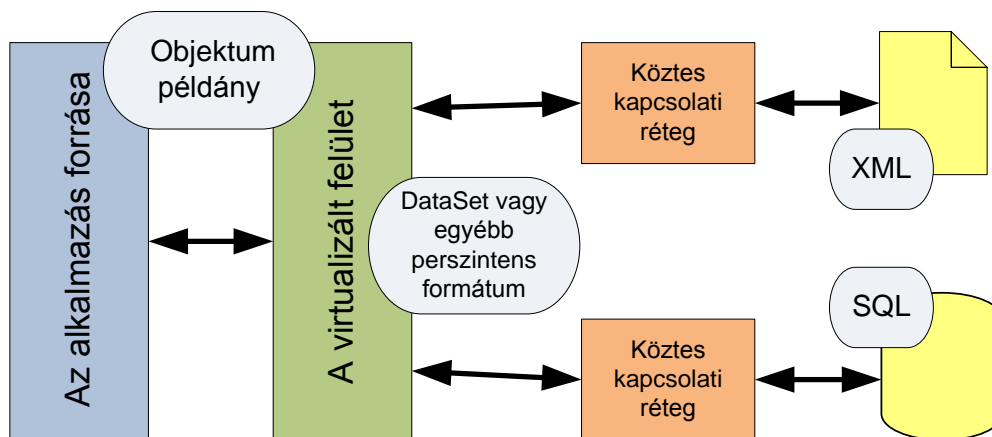 Az alkalmazás forrása
Objektum
példány
A virtualizált felület
DataSet vagy
egyébb
perszintens
formátum
Köztes
kapcsolati
réteg
XML
Köztes
kapcsolati
réteg
SQL